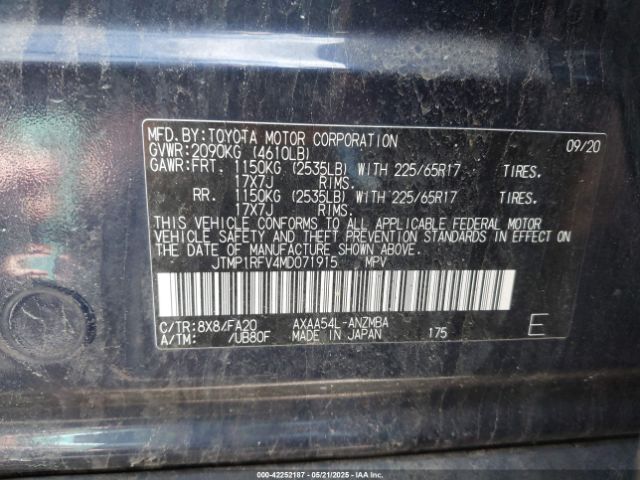 MFD.BY:TOYOTA MOTOR CORPORATION 09/20
GVWR:2090KG (4610LB)
GAWR:FRT. 1150KG (2535LB) WITH 225/65R17 TIRES.
17X7J RIMS.
RR. 1150KG (2535LB) WITH 225/65R17 TIRES.
17X7J RIMS.
THIS VEHICLE CONFORMS TO ALL APPLICABLE FEDERAL MOTOR
VEHICLE SAFETY AND THEFT PREVENTION STANDARDS IN EFFECT ON
THE DATE OF MANUFACTURE SHOWN ABOVE.
JTMP1RFV4MD071915 MPV
C/TR:8X8/FA20 AXAA54L-ANZMBA
A/TM: /UB80F MADE IN JAPAN 175 E
000-42252187 - 05/21/2025 - IAA, Inc.